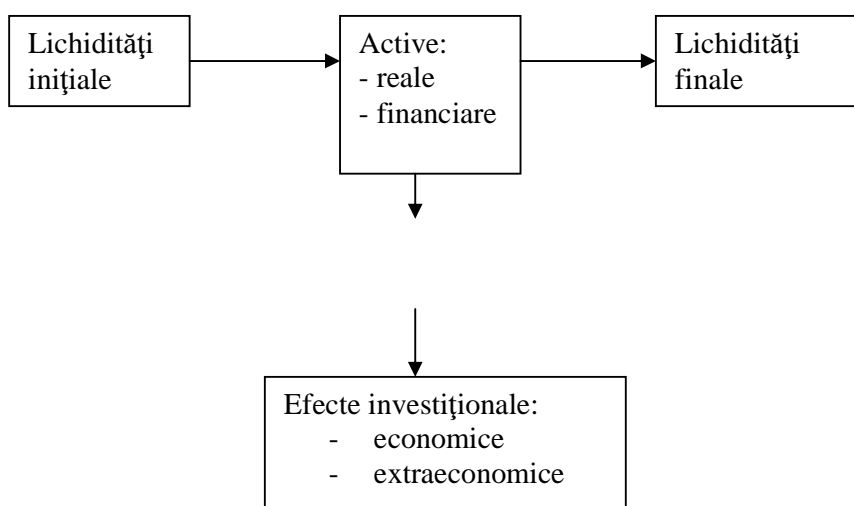 Lichidităţi
iniţiale
Active:
- reale
- financiare
Lichidităţi
finale
Efecte investiţionale:
- economice
- extraeconomice